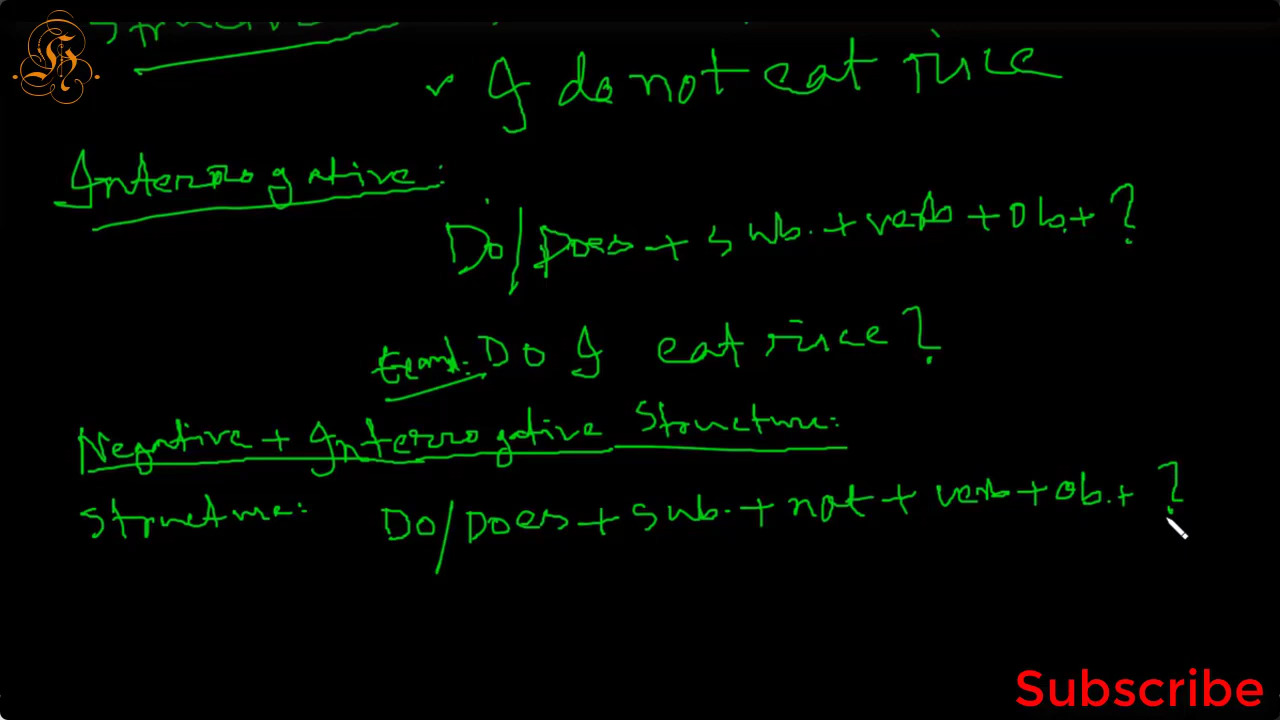 Structure
✓ I do not eat rice
Interrogative:
Do/Does + sub. + verb + ob. + ?
Do I eat rice?
Negative + Interrogative Structure:
Structure: Do/Does + sub. + not + verb + ob. + ?
Subscribe